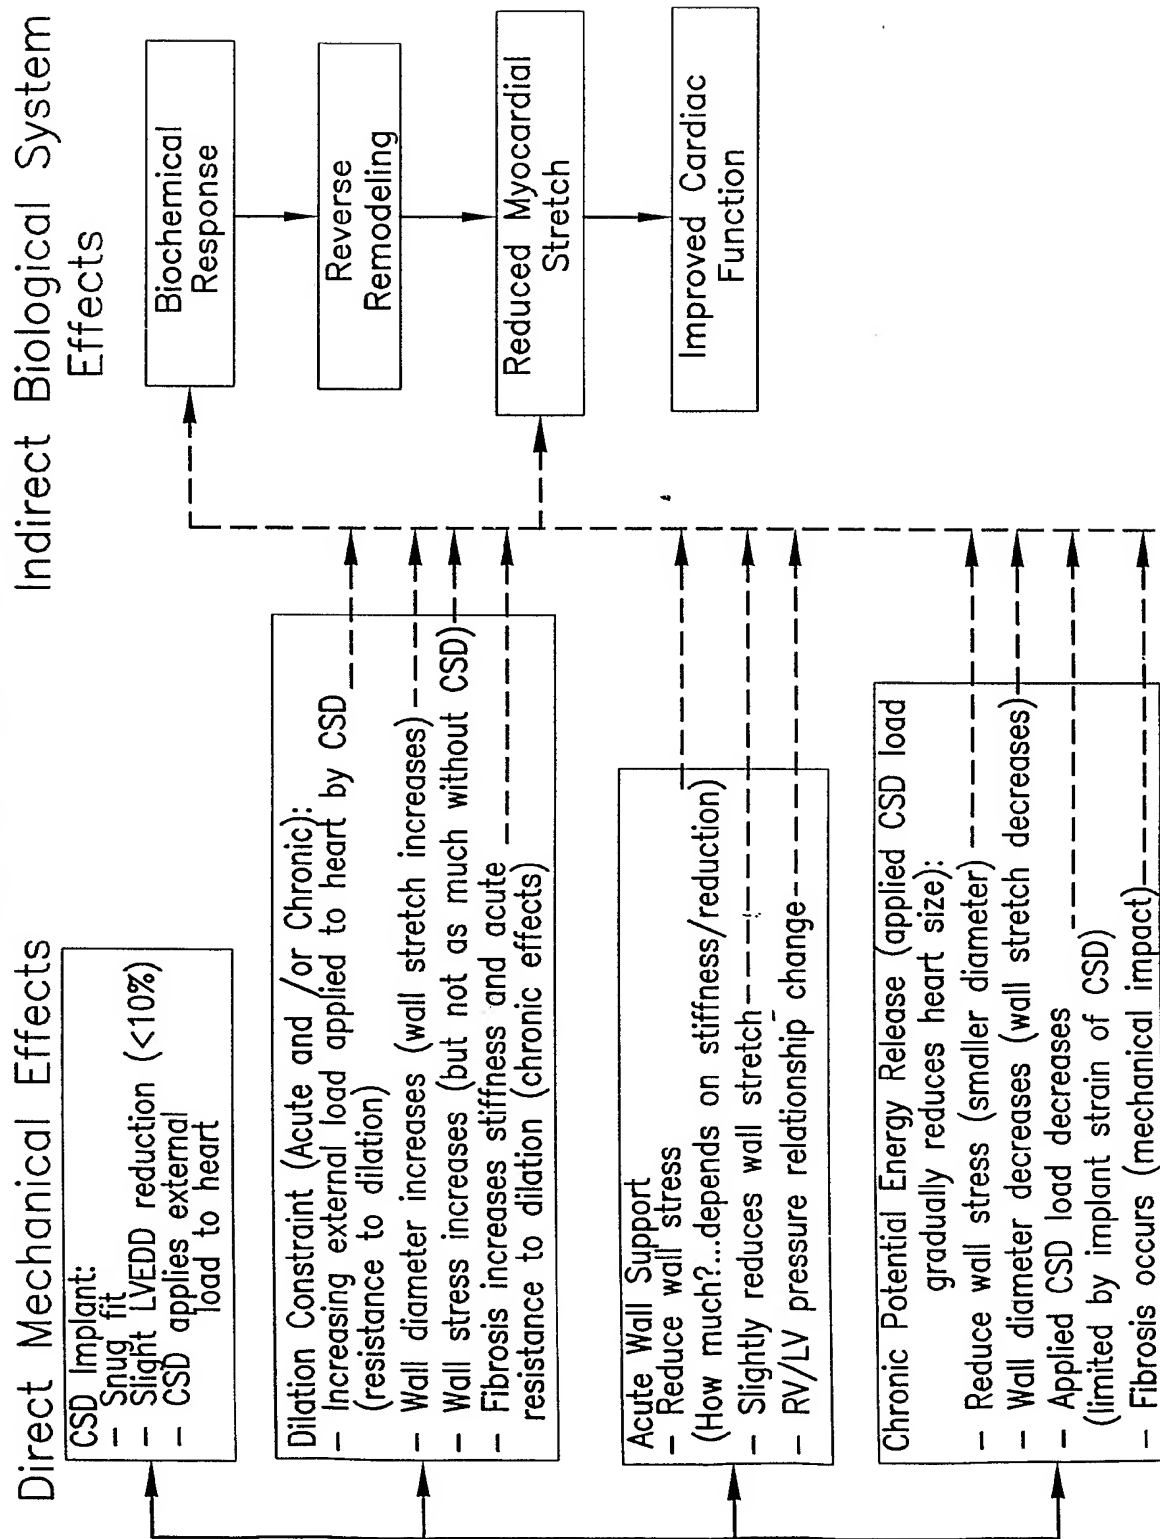 Direct Mechanical Effects
CSD Implant:
– Snug fit
– Slight LVEDD reduction (<10%)
– CSD applies external
load to heart
Dilation Constraint (Acute and /or Chronic):
– Increasing external load applied to heart by CSD
(resistance to dilation)
– Wall diameter increases (wall stretch increases)
– Wall stress increases (but not as much without CSD)
– Fibrosis increases stiffness and acute
resistance to dilation (chronic effects)
Acute Wall Support
– Reduce wall stress
(How much?...depends on stiffness/reduction)
– Slightly reduces wall stretch
– RV/LV pressure relationship change
Chronic Potential Energy Release (applied CSD load
gradually reduces heart size):
– Reduce wall stress (smaller diameter)
– Wall diameter decreases (wall stretch decreases)
– Applied CSD load decreases
(limited by implant strain of CSD)
– Fibrosis occurs (mechanical impact)
Indirect Biological System
Effects
Biochemical
Response
Reverse
Remodeling
Reduced Myocardial
Stretch
Improved Cardiac
Function